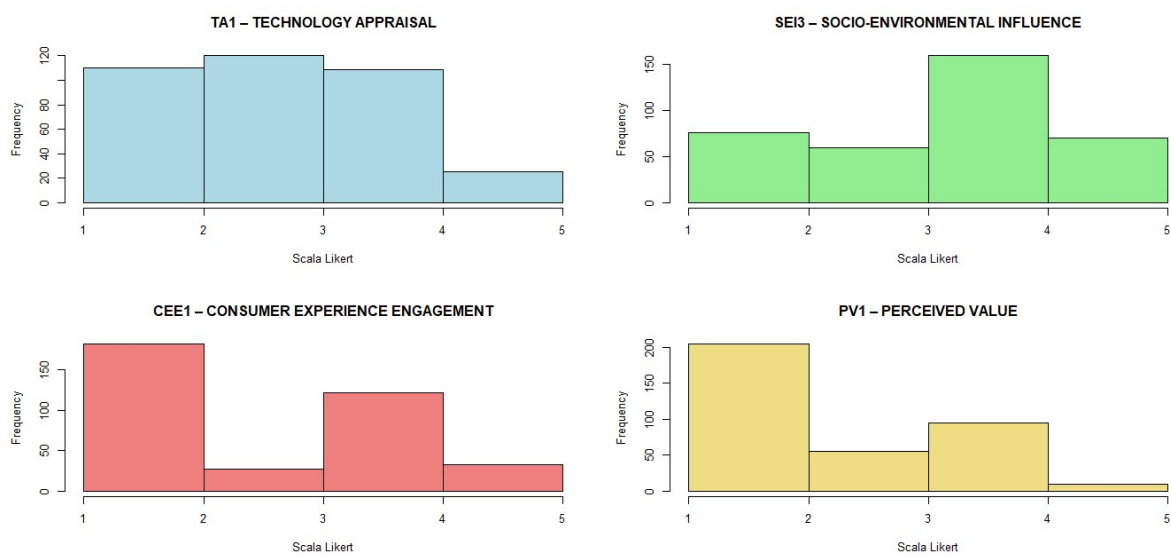 TA1 – TECHNOLOGY APPRAISAL
Frequency
0 20 40 60 80 120
1 2 3 4 5
Scala Likert
SEI3 – SOCIO-ENVIRONMENTAL INFLUENCE
Frequency
0 50 100 150
1 2 3 4 5
Scala Likert
CEE1 – CONSUMER EXPERIENCE ENGAGEMENT
Frequency
0 50 100 150
1 2 3 4 5
Scala Likert
PV1 – PERCEIVED VALUE
Frequency
0 50 100 150 200
1 2 3 4 5
Scala Likert